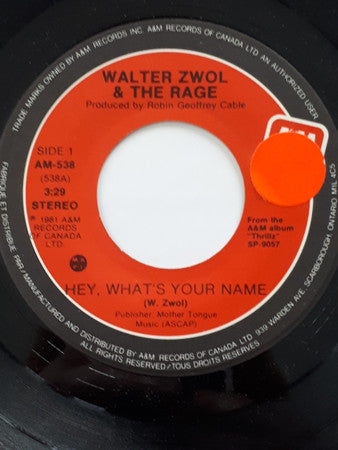 TRADE MARKS OWNED BY A&M RECORDS INC. A&M RECORDS OF CANADA LTD. AN AUTHORIZED USER
WALTER ZWOL
& THE RAGE
Produced by Robin Geoffrey Cable
SIDE 1
AM-538
(538A)
3:29
STEREO
℗ 1981 A&M
RECORDS
OF CANADA
LTD.
From the
A&M album
"Thrillz"
SP-9057
HEY, WHAT'S YOUR NAME
(W. Zwol)
Publisher, Mother Tongue
Music (ASCAP)
MANUFACTURED AND DISTRIBUTED BY A&M RECORDS OF CANADA LTD. 939 WARDEN AVE. SCARBOROUGH, ONTARIO M1L 4C5
FABRIQUE ET DISTRIBUE PAR/
ALL RIGHTS RESERVED/TOUS DROITS RESERVES